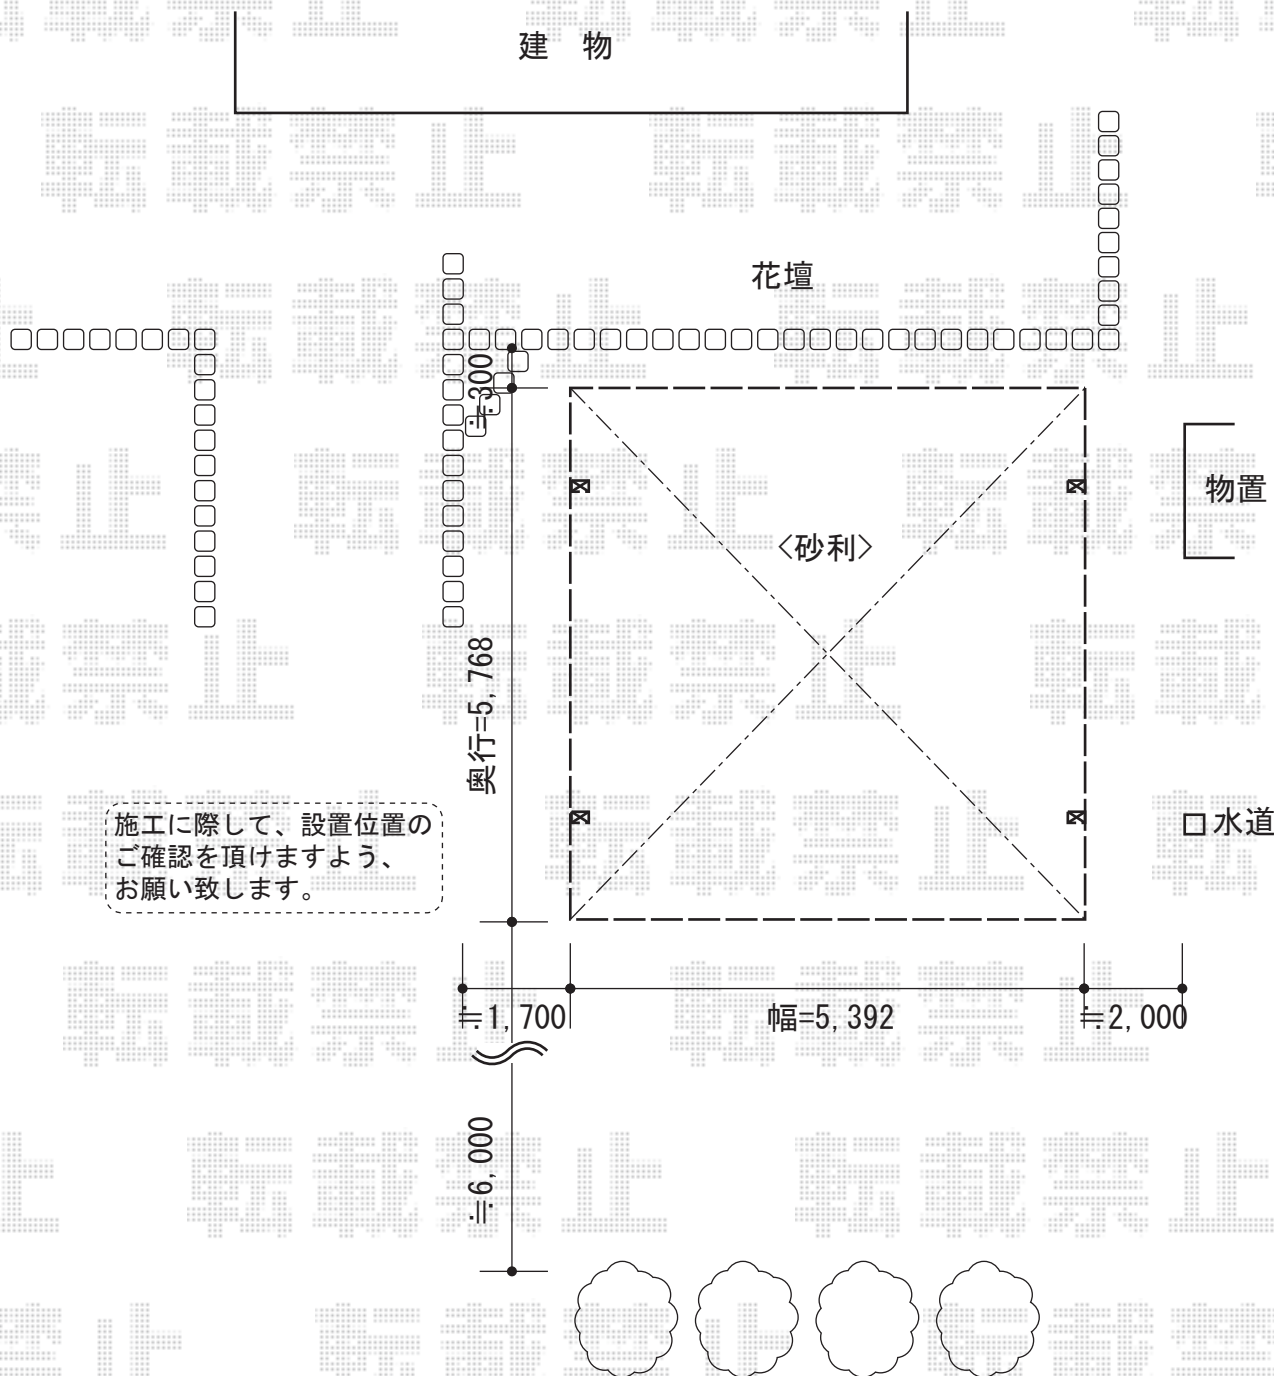 建 物
花壇
≒300
<砂利>
物置
奥行=5,768
施工に際して、設置位置の
ご確認を頂けますよう、
お願い致します。
水道
≒1,700
幅=5,392
≒2,000
≒6,000
転載禁止